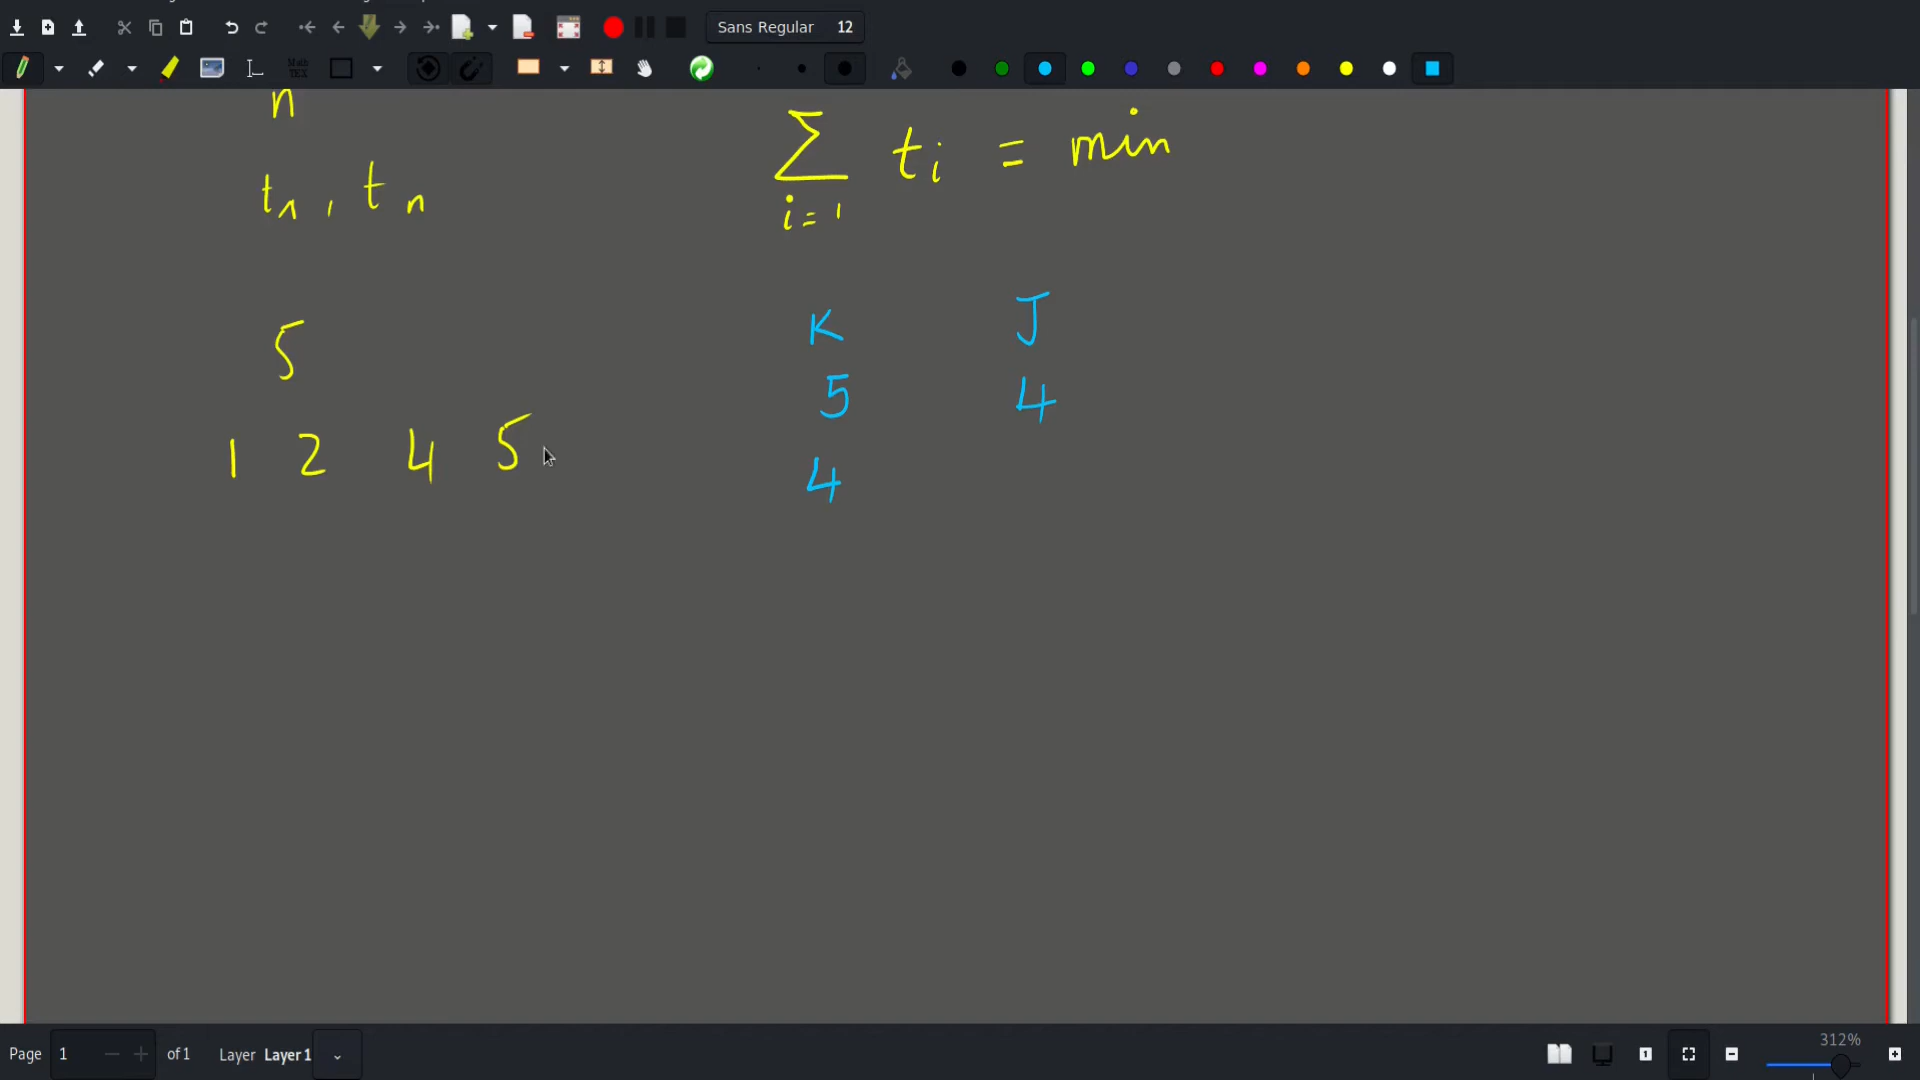 Sans Regular 12
n
t₁, tₙ
∑ tᵢ = min
i = 1
5
K J
5 4
1 2 4 5
4
312%
Page 1 of 1 Layer Layer 1